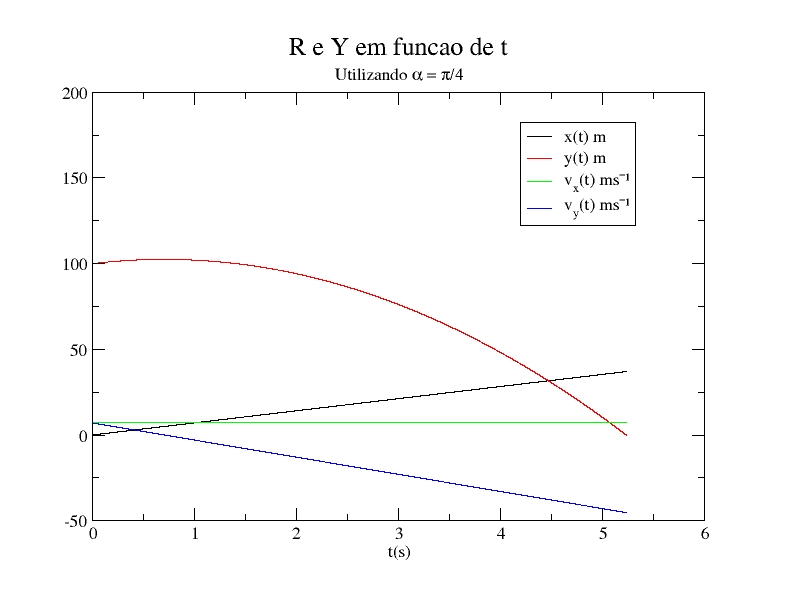 R e Y em funcao de t
Utilizando α = π/4
200
150
100
50
0
-50
x(t) m
y(t) m
vₓ(t) ms⁻¹
v_y(t) ms⁻¹
0 1 2 3 4 5 6
t(s)